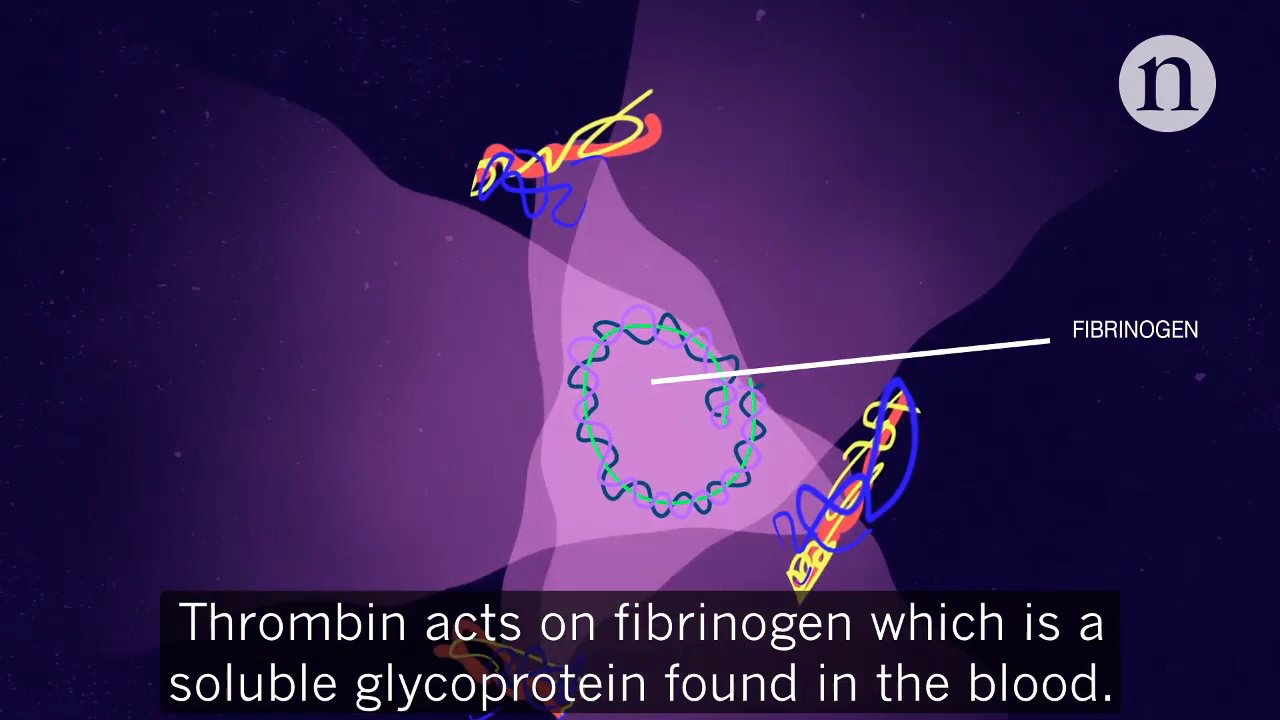 n
FIBRINOGEN
Thrombin acts on fibrinogen which is a
soluble glycoprotein found in the blood.